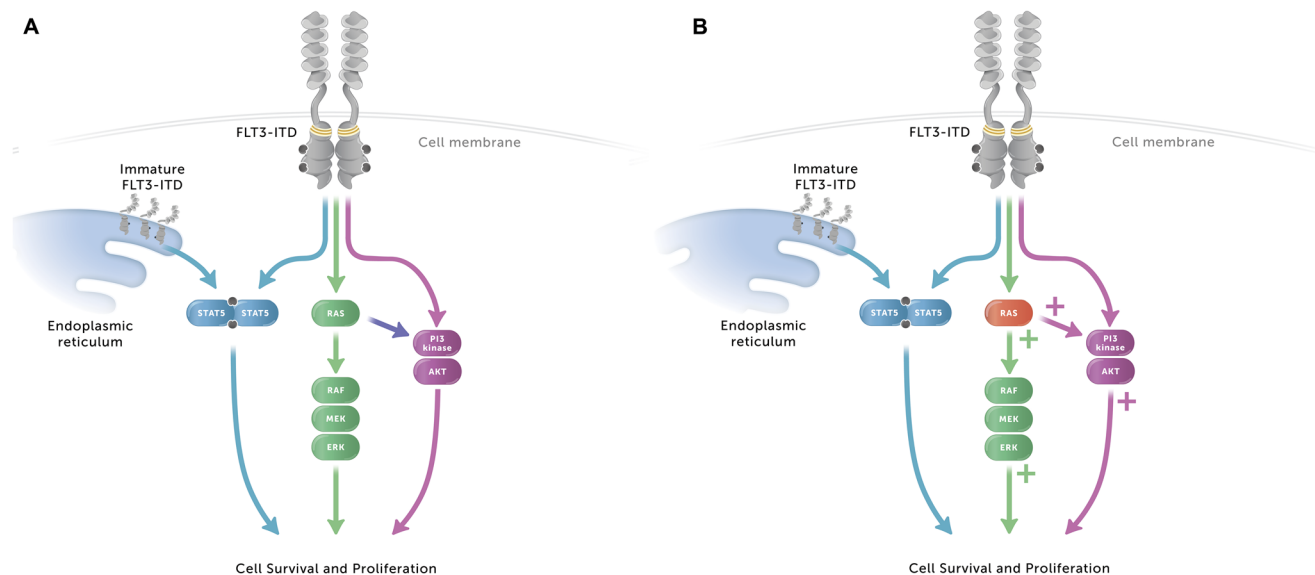 A
FLT3-ITD
Cell membrane
Immature
FLT3-ITD
STAT5
STAT5
RAS
PI3
kinase
AKT
Endoplasmic
reticulum
RAF
MEK
ERK
Cell Survival and Proliferation
B
FLT3-ITD
Cell membrane
Immature
FLT3-ITD
STAT5
STAT5
RAS
+
+
PI3
kinase
AKT
+
Endoplasmic
reticulum
RAF
MEK
ERK
+
Cell Survival and Proliferation